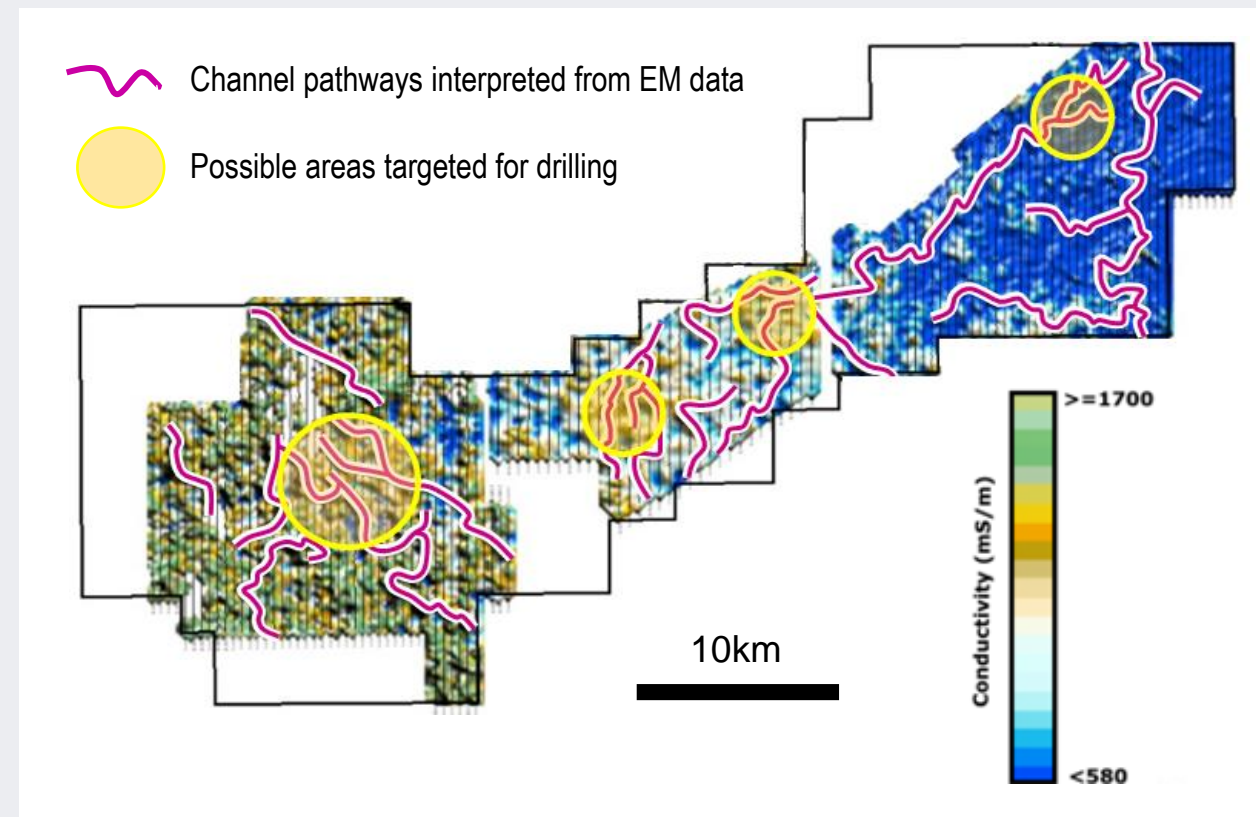 Channel pathways interpreted from EM data
Possible areas targeted for drilling
>=1700
Conductivity (mS/m)
10km
<580